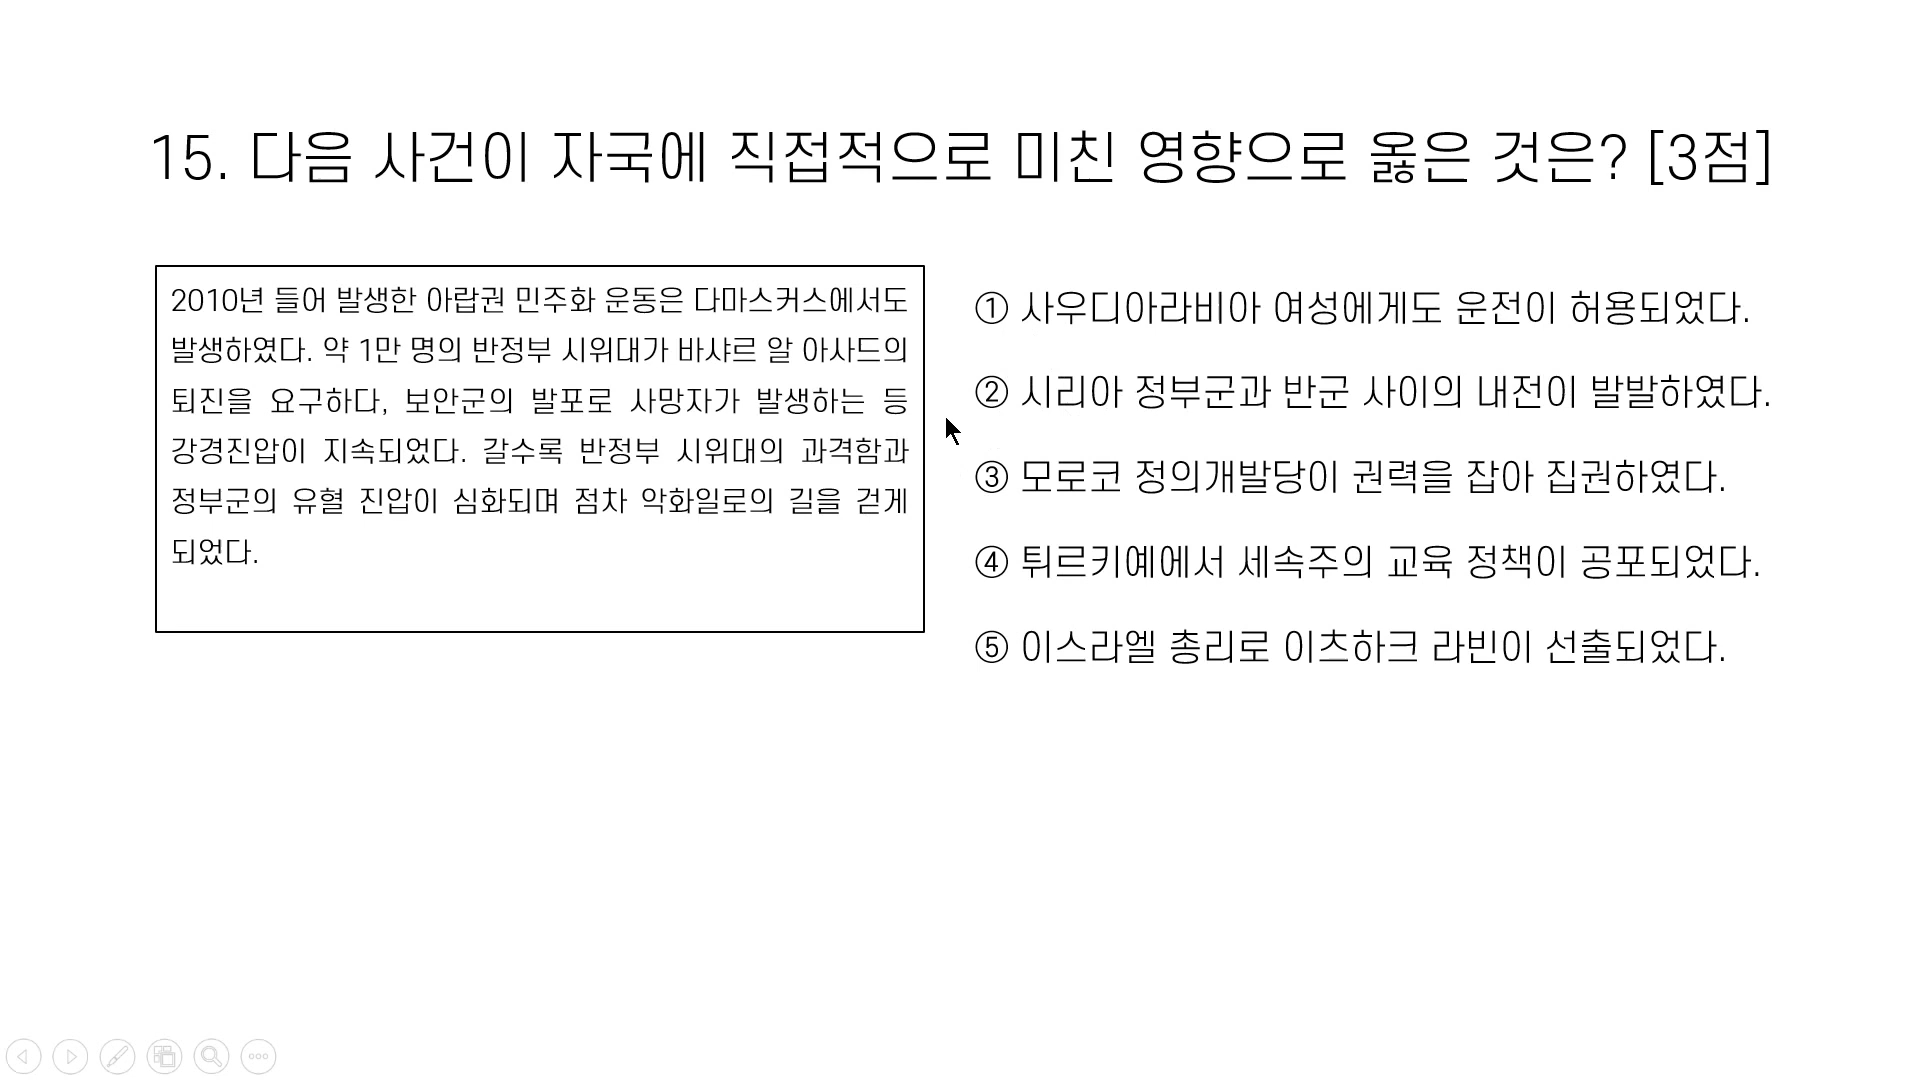 15. 다음 사건이 자국에 직접적으로 미친 영향으로 옳은 것은? [3점]
2010년 들어 발생한 아랍권 민주화 운동은 다마스커스에서도
발생하였다. 약 1만 명의 반정부 시위대가 바샤르 알 아사드의
퇴진을 요구하다, 보안군의 발포로 사망자가 발생하는 등
강경진압이 지속되었다. 갈수록 반정부 시위대의 과격함과
정부군의 유혈 진압이 심화되며 점차 악화일로의 길을 걷게
되었다.
① 사우디아라비아 여성에게도 운전이 허용되었다.
② 시리아 정부군과 반군 사이의 내전이 발발하였다.
③ 모로코 정의개발당이 권력을 잡아 집권하였다.
④ 튀르키예에서 세속주의 교육 정책이 공포되었다.
⑤ 이스라엘 총리로 이츠하크 라빈이 선출되었다.